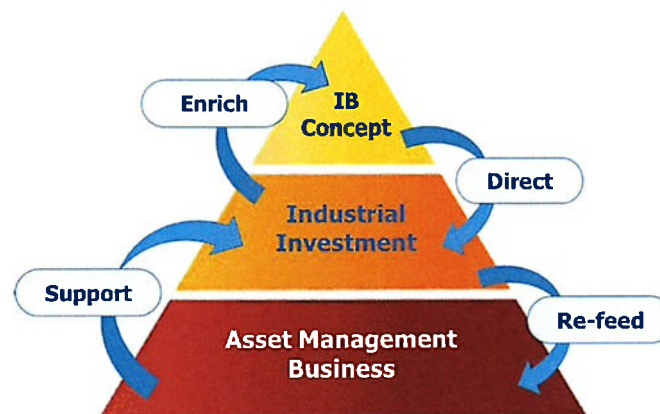 IB
Concept
Enrich
Direct
Industrial
Investment
Support
Re-feed
Asset Management
Business